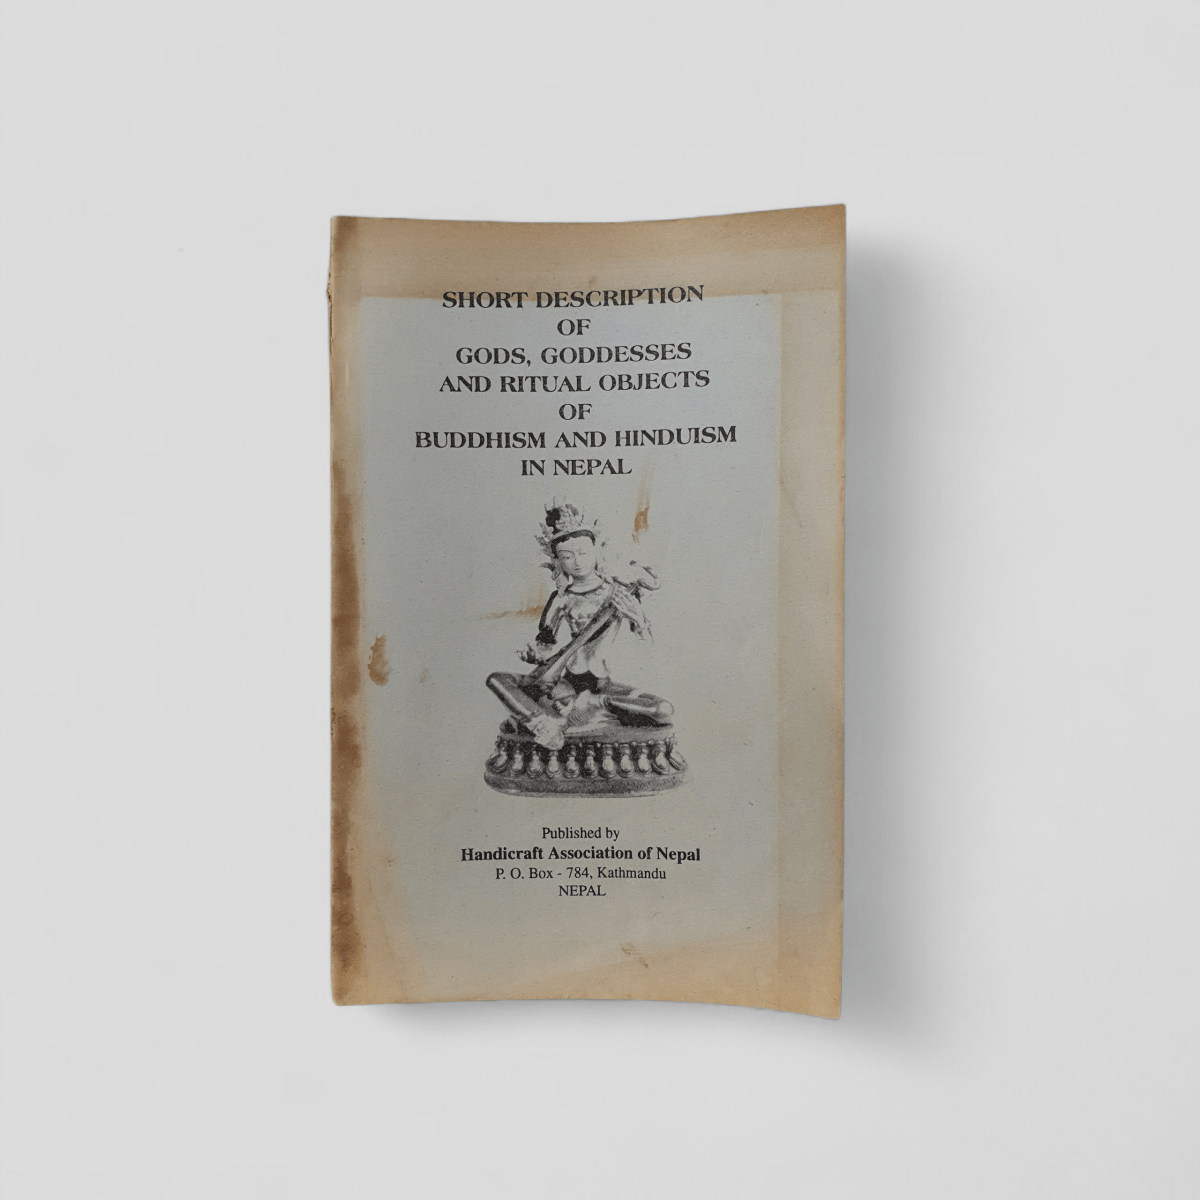 SHORT DESCRIPTION
OF
GODS, GODDESSES
AND RITUAL OBJECTS
OF
BUDDHISM AND HINDUISM
IN NEPAL
Published by
Handicraft Association of Nepal
P. O. Box - 784, Kathmandu
NEPAL